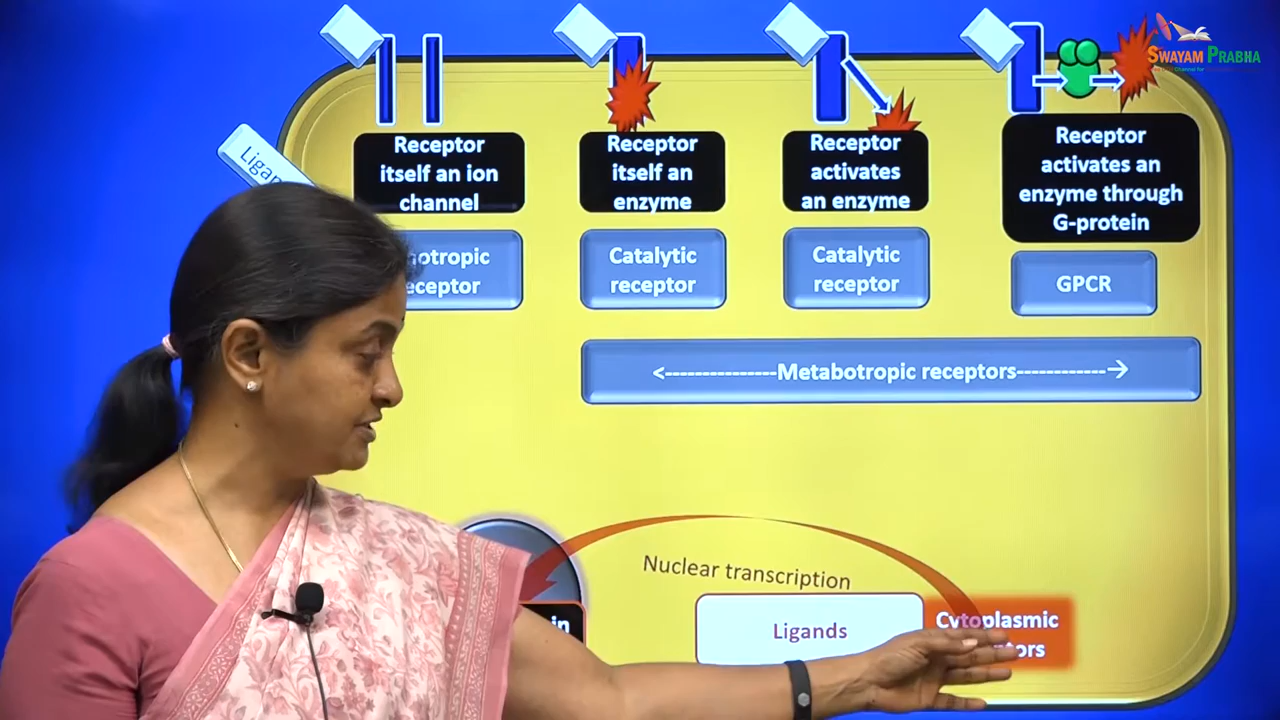 SWAYAM PRABHA
Receptor
itself an ion
channel
Receptor
itself an
enzyme
Receptor
activates
an enzyme
Receptor
activates an
enzyme through
G-protein
Catalytic
receptor
Catalytic
receptor
GPCR
<---------------Metabotropic receptors------------→
Nuclear transcription
Ligands
Cytoplasmic